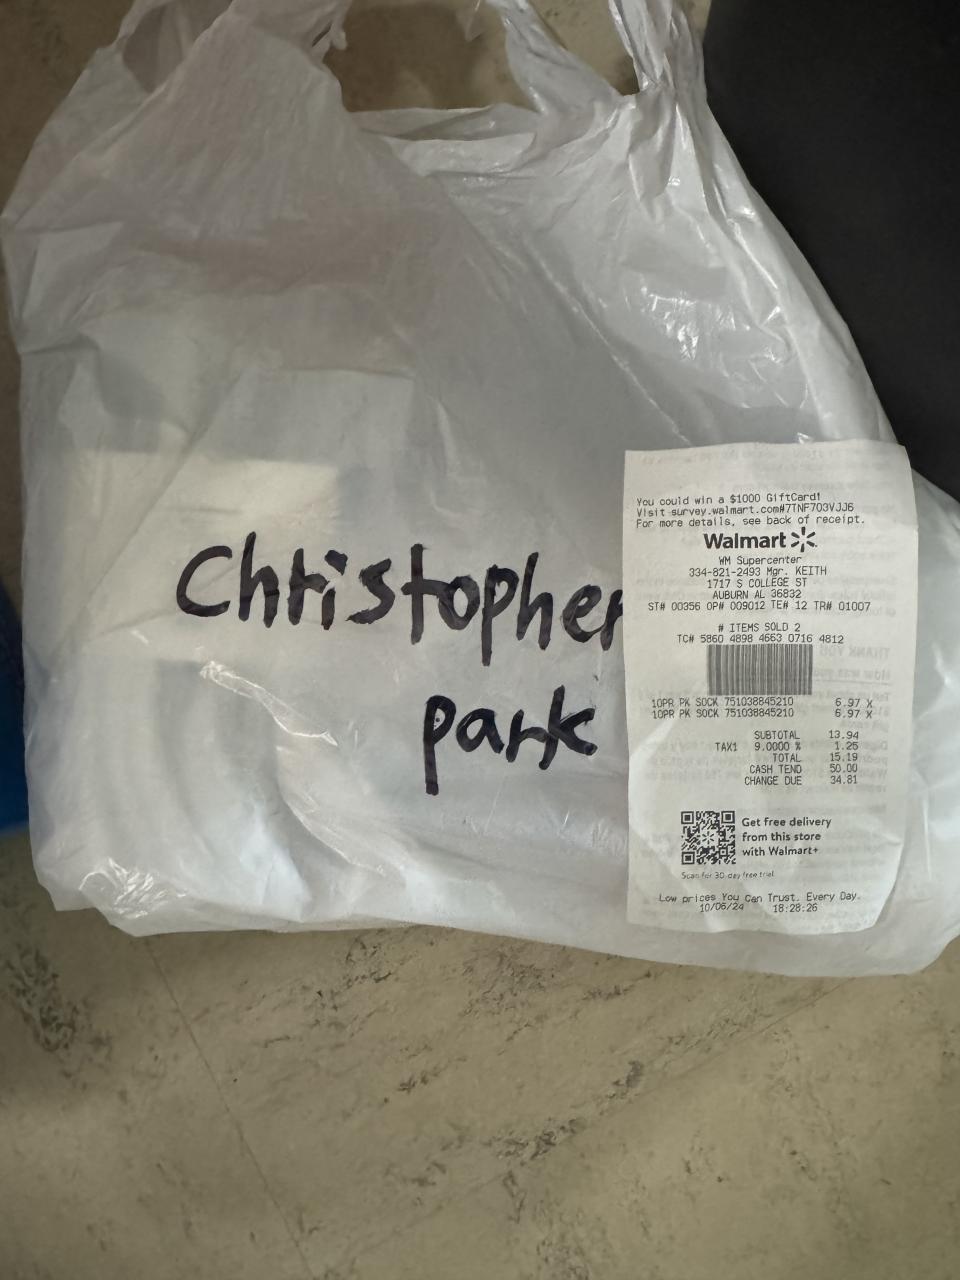 Christopher
park
You could win a $1000 GiftCard!
Visit survey.walmart.com#7TNF703VJJ6
For more details, see back of receipt.
Walmart
WM Supercenter
334-821-2493 Mgr. KEITH
1717 S COLLEGE ST
AUBURN AL 36832
ST# 00356 OP# 009012 TE# 12 TR# 01007
# ITEMS SOLD 2
TC# 5860 4898 4663 0716 4812
10PR PK SOCK 751038845210 6.97 X
10PR PK SOCK 751038845210 6.97 X
SUBTOTAL 13.94
TAX1 9.0000 % 1.25
TOTAL 15.19
CASH TEND 50.00
CHANGE DUE 34.81
Get free delivery
from this store
with Walmart+
Scan for 30-day free trial
Low prices You Can Trust. Every Day.
10/06/24 18:28:26